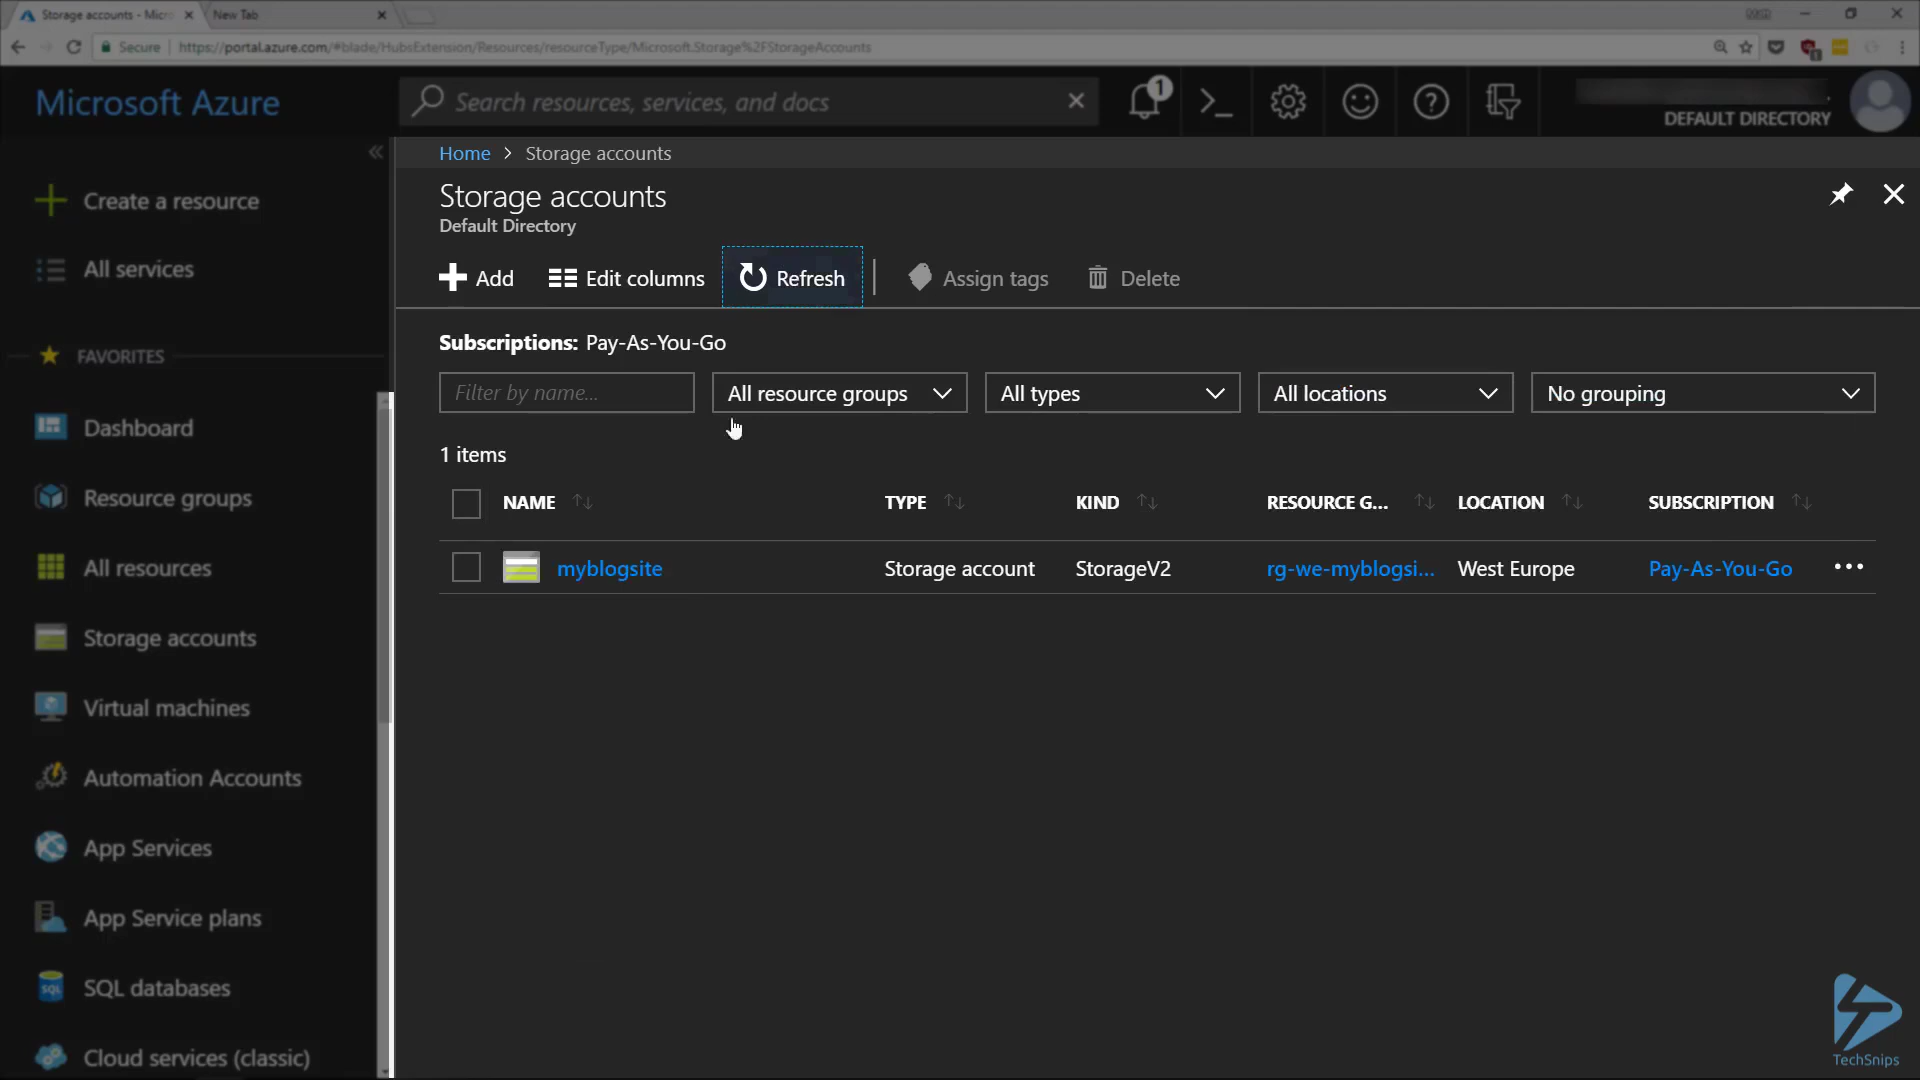 Storage accounts - Micr
New Tab
Secure
https://portal.azure.com/#blade/HubsExtension/Resources/resourceType/Microsoft.Storage%2FStorageAccounts
Microsoft Azure
Search resources, services, and docs
1
DEFAULT DIRECTORY
Home > Storage accounts
Storage accounts
Default Directory
Add
Edit columns
Refresh
Assign tags
Delete
Subscriptions: Pay-As-You-Go
Filter by name...
All resource groups
All types
All locations
No grouping
1 items
NAME
TYPE
KIND
RESOURCE G...
LOCATION
SUBSCRIPTION
myblogsite
Storage account
StorageV2
rg-we-myblogsi...
West Europe
Pay-As-You-Go
Create a resource
All services
FAVORITES
Dashboard
Resource groups
All resources
Storage accounts
Virtual machines
Automation Accounts
App Services
App Service plans
SQL
SQL databases
Cloud services (classic)
TechSnips